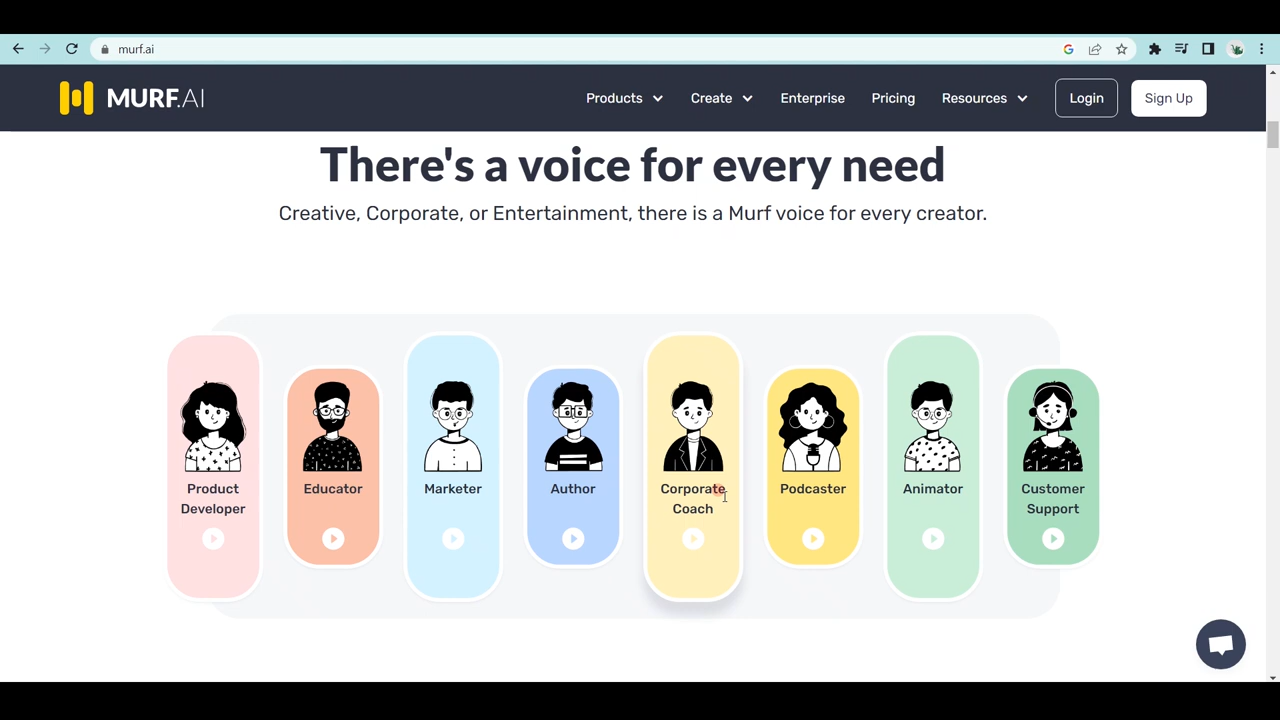 murf.ai
MURF.AI
Products
Create
Enterprise
Pricing
Resources
Login
Sign Up
There's a voice for every need
Creative, Corporate, or Entertainment, there is a Murf voice for every creator.
Product
Developer
Educator
Marketer
Author
Corporate
Coach
Podcaster
Animator
Customer
Support